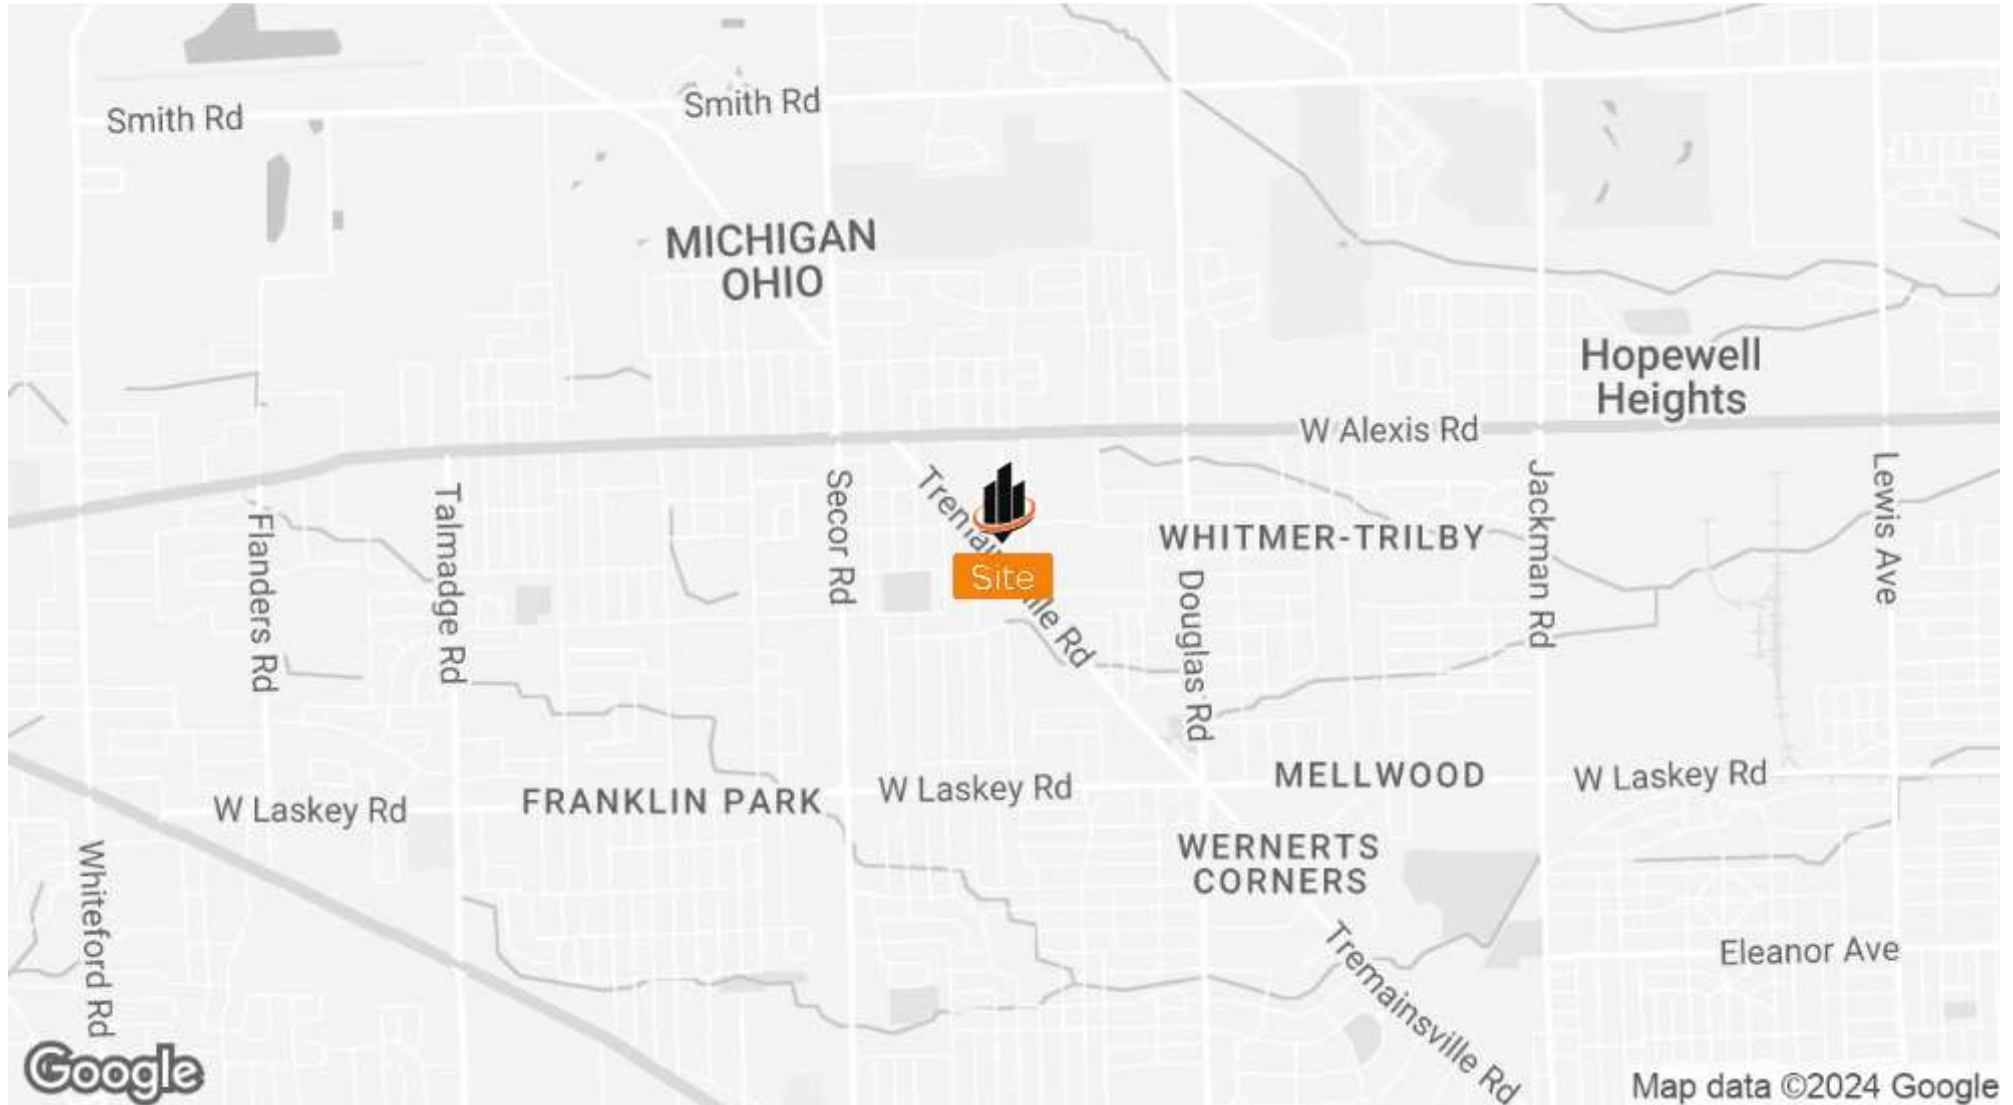 Smith Rd
Smith Rd
MICHIGAN
OHIO
Hopewell
Heights
W Alexis Rd
Flanders Rd
Talmadge Rd
Secor Rd
Tremainsville Rd
Site
WHITMER-TRILBY
Douglas Rd
Jackman Rd
Lewis Ave
W Laskey Rd
FRANKLIN PARK
W Laskey Rd
MELLWOOD
W Laskey Rd
WERNERTS
CORNERS
Whiteford Rd
Tremainsville Rd
Eleanor Ave
Google
Map data ©2024 Google